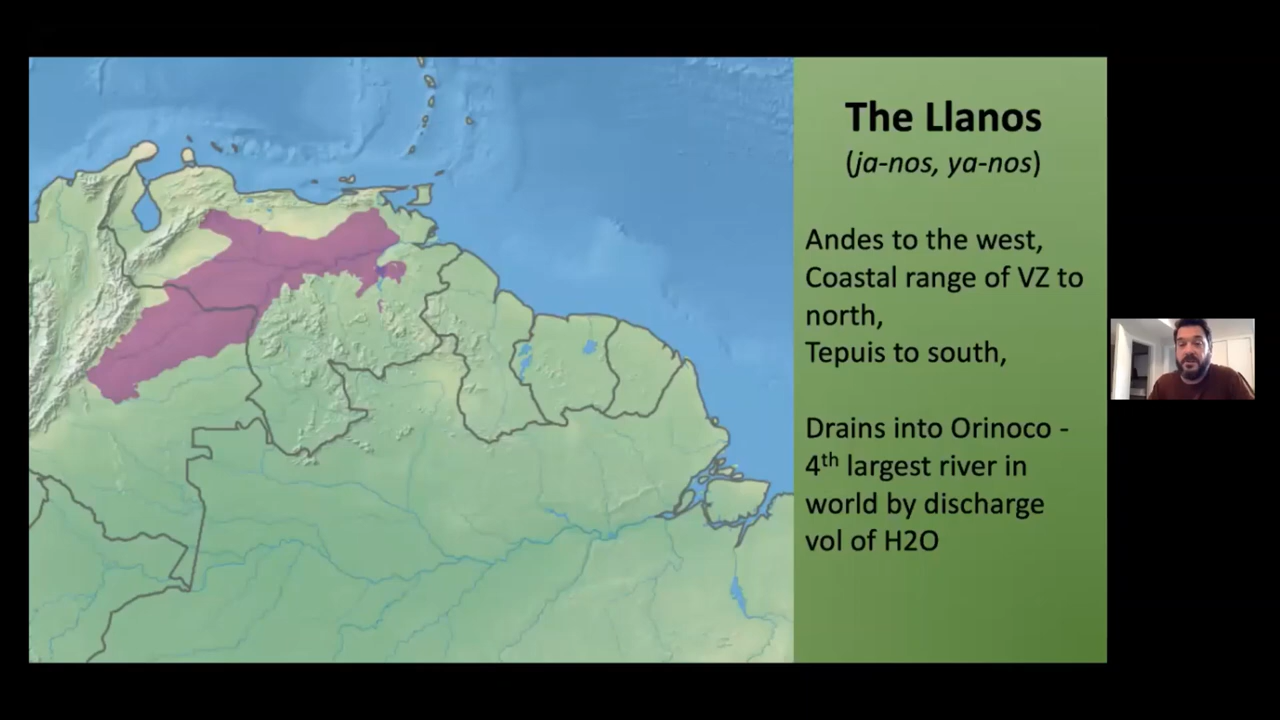 The Llanos
(ja-nos, ya-nos)
Andes to the west,
Coastal range of VZ to
north,
Tepuis to south,
Drains into Orinoco -
4th largest river in
world by discharge
vol of H2O